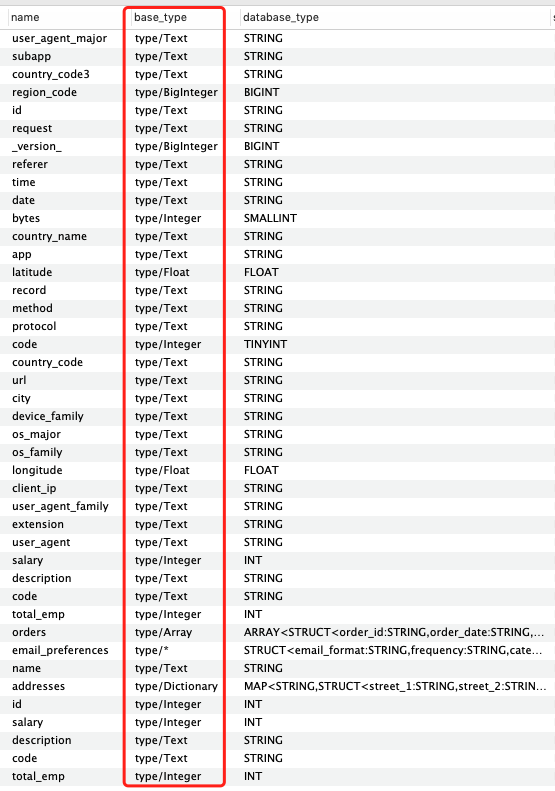 name base_type database_type
user_agent_major type/Text STRING
subapp type/Text STRING
country_code3 type/Text STRING
region_code type/BigInteger BIGINT
id type/Text STRING
request type/Text STRING
_version_ type/BigInteger BIGINT
referer type/Text STRING
time type/Text STRING
date type/Text STRING
bytes type/Integer SMALLINT
country_name type/Text STRING
app type/Text STRING
latitude type/Float FLOAT
record type/Text STRING
method type/Text STRING
protocol type/Text STRING
code type/Integer TINYINT
country_code type/Text STRING
url type/Text STRING
city type/Text STRING
device_family type/Text STRING
os_major type/Text STRING
os_family type/Text STRING
longitude type/Float FLOAT
client_ip type/Text STRING
user_agent_family type/Text STRING
extension type/Text STRING
user_agent type/Text STRING
salary type/Integer INT
description type/Text STRING
code type/Text STRING
total_emp type/Integer INT
orders type/Array ARRAY<STRUCT<order_id:STRING,order_date:STRING,...
email_preferences type/* STRUCT<email_format:STRING,frequency:STRING,cate...
name type/Text STRING
addresses type/Dictionary MAP<STRING,STRUCT<street_1:STRING,street_2:STRIN...
id type/Integer INT
salary type/Integer INT
description type/Text STRING
code type/Text STRING
total_emp type/Integer INT